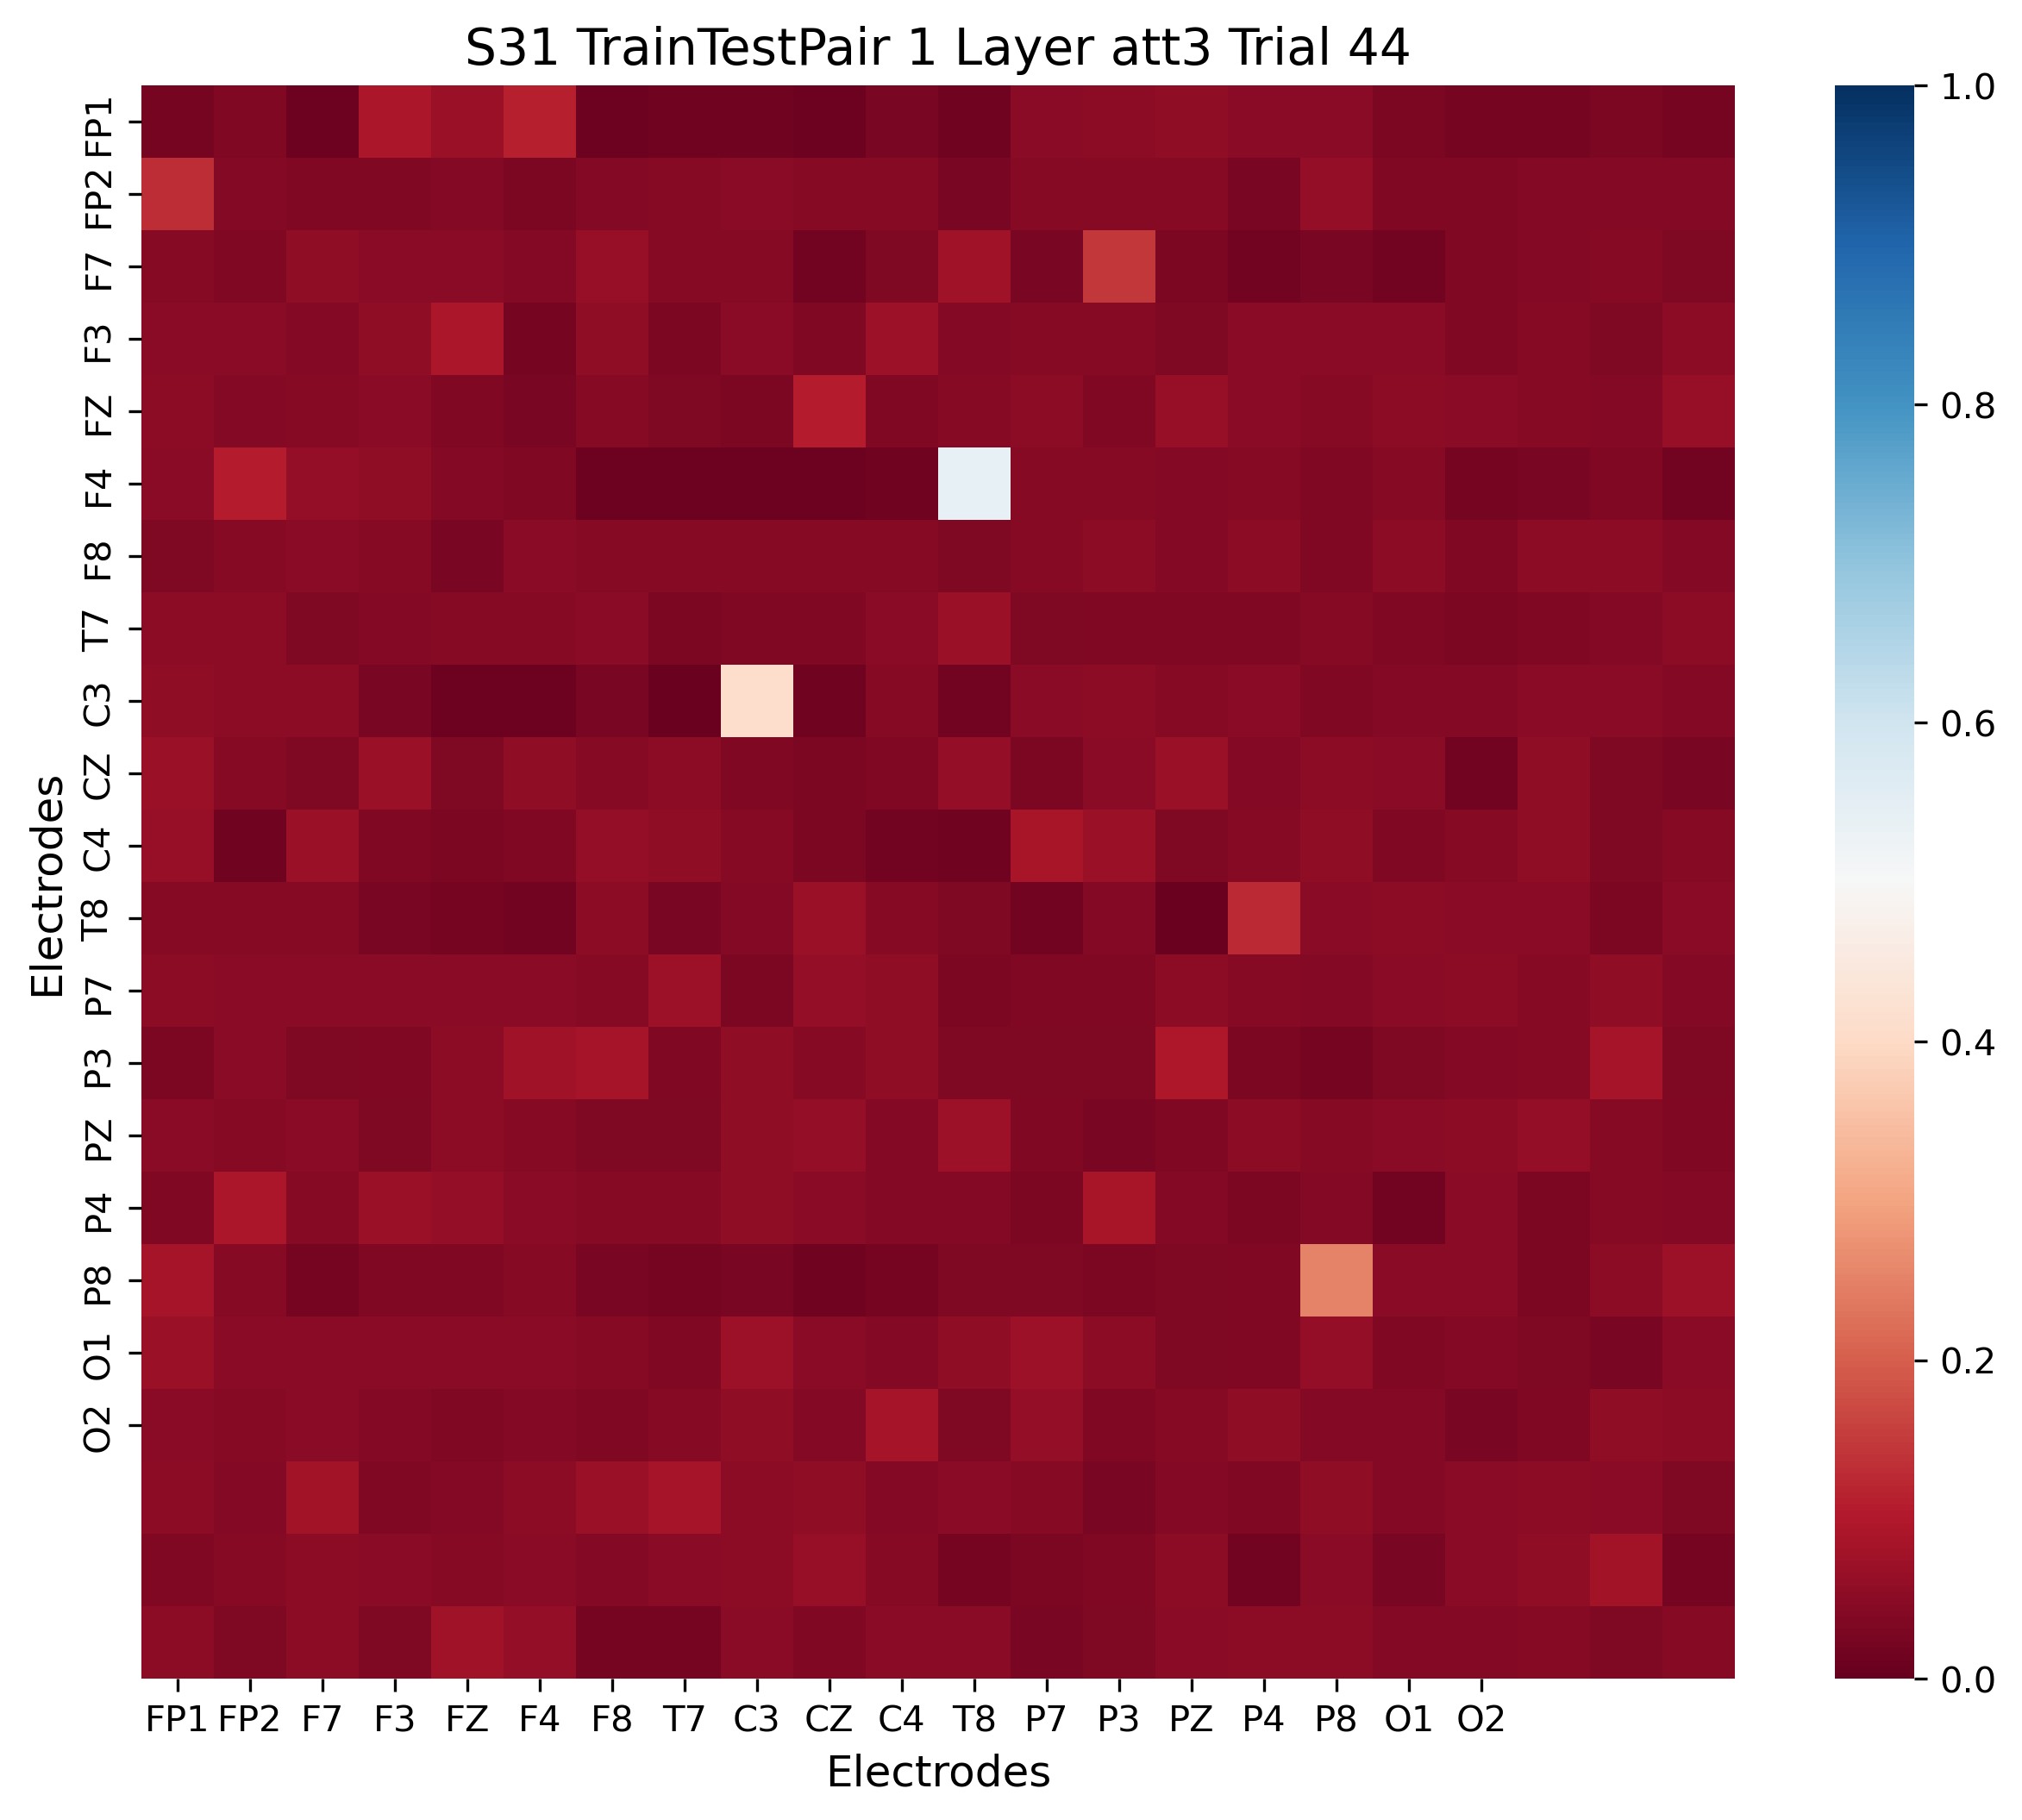 S31 TrainTestPair 1 Layer att3 Trial 44
Electrodes
FP1
FP2
F7
F3
FZ
F4
F8
T7
C3
CZ
C4
T8
P7
P3
PZ
P4
P8
O1
O2
FP1 FP2 F7 F3 FZ F4 F8 T7 C3 CZ C4 T8 P7 P3 PZ P4 P8 O1 O2
Electrodes
1.0
0.8
0.6
0.4
0.2
0.0